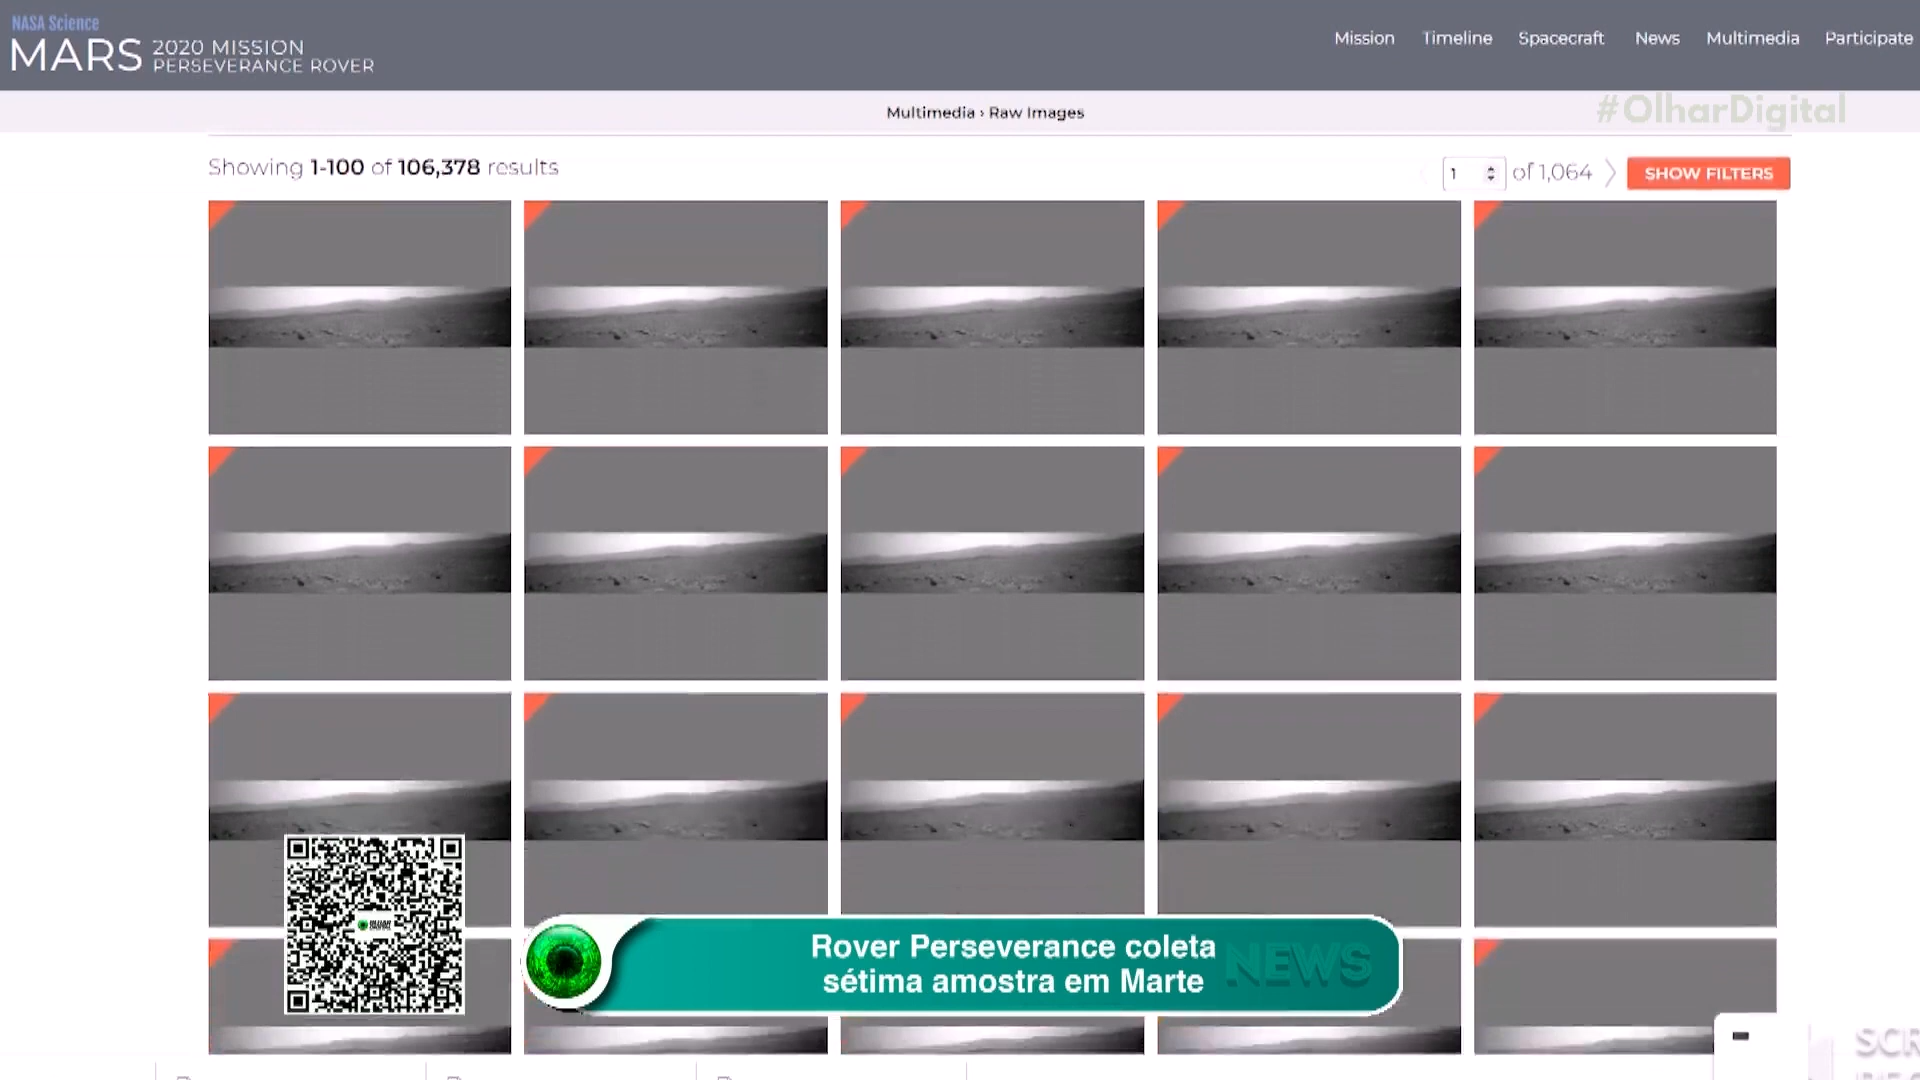 NASA Science
MARS 2020 MISSION
PERSEVERANCE ROVER
Mission Timeline Spacecraft News Multimedia Participate
Multimedia › Raw Images
#OlharDigital
Showing 1-100 of 106,378 results
1 of 1,064
SHOW FILTERS
Rover Perseverance coleta
sétima amostra em Marte
NEWS